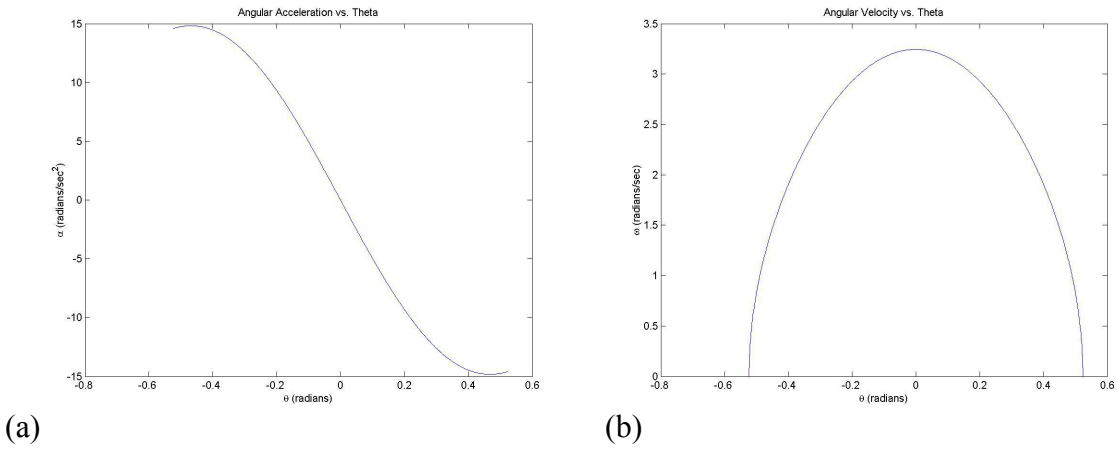 Angular Acceleration vs. Theta
15
10
5
0
-5
-10
-15
-0.8 -0.6 -0.4 -0.2 0 0.2 0.4 0.6
α (radians/sec²)
θ (radians)
(a)
Angular Velocity vs. Theta
3.5
3
2.5
2
1.5
1
0.5
0
-0.8 -0.6 -0.4 -0.2 0 0.2 0.4 0.6
ω (radians/sec)
θ (radians)
(b)